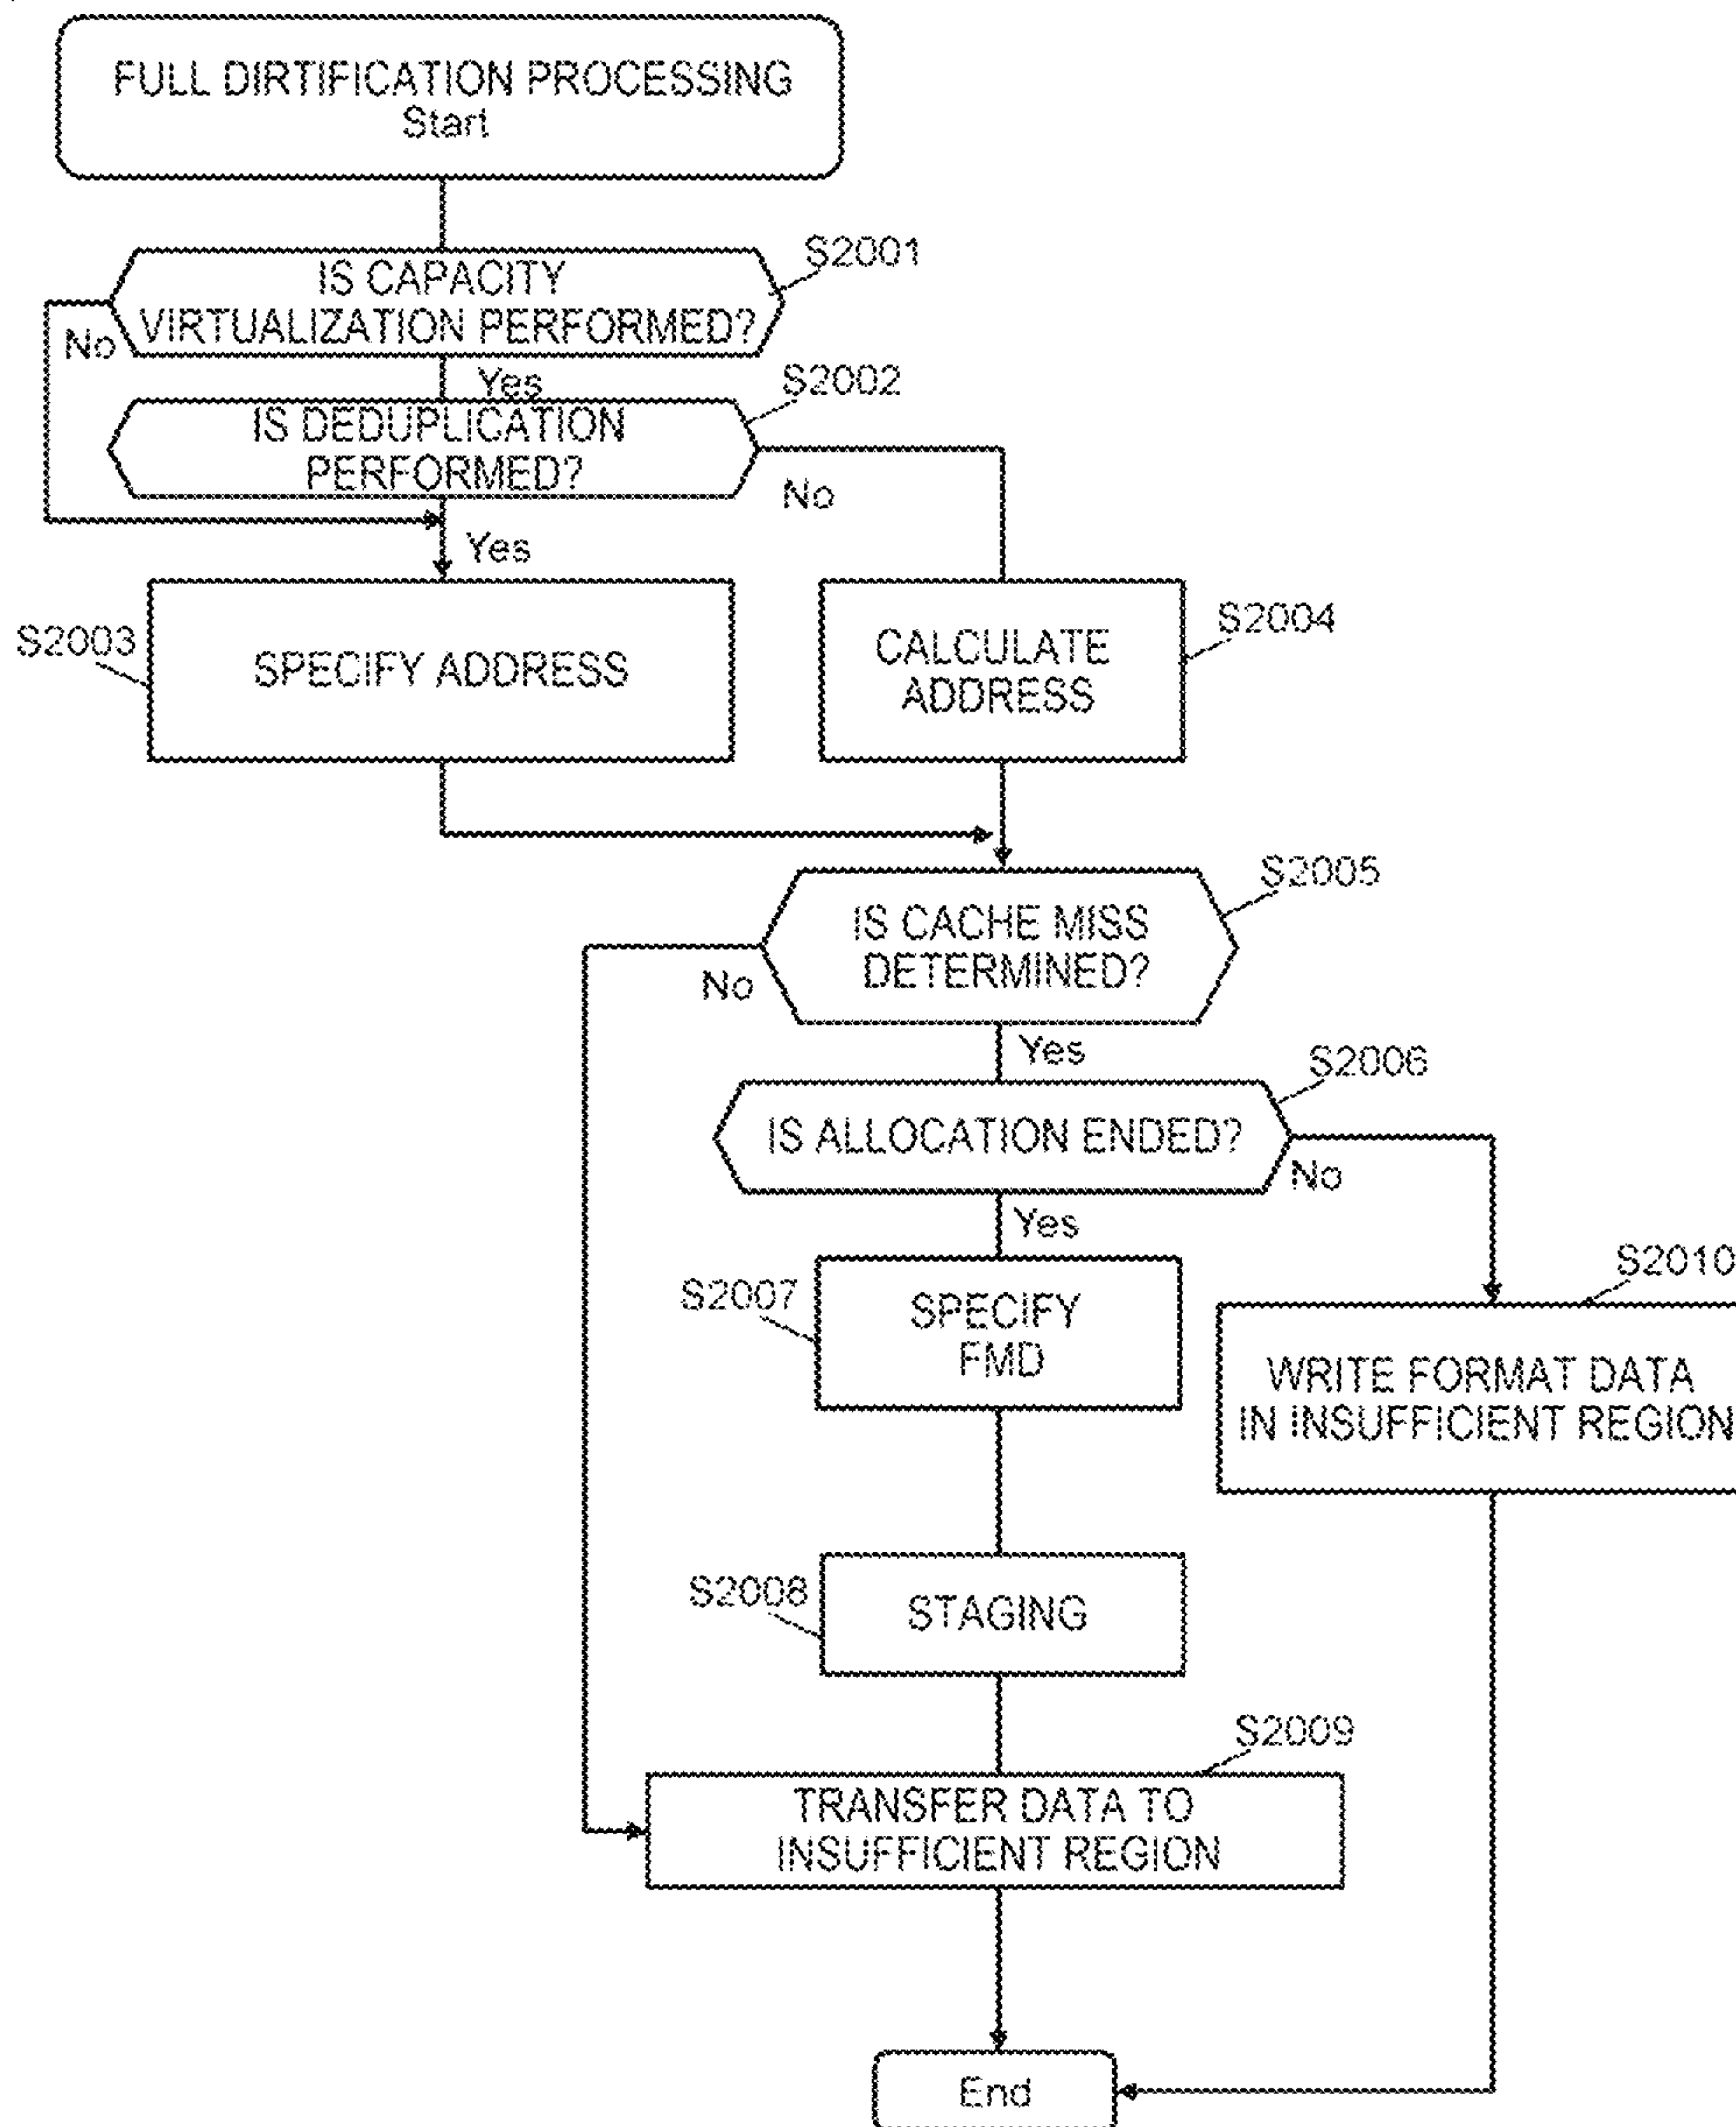 FULL DIRTIFICATION PROCESSING
Start
S2001
IS CAPACITY
VIRTUALIZATION PERFORMED?
No
Yes
S2002
IS DEDUPLICATION
PERFORMED?
No
Yes
S2003
SPECIFY ADDRESS
S2004
CALCULATE
ADDRESS
S2005
IS CACHE MISS
DETERMINED?
No
Yes
S2006
IS ALLOCATION ENDED?
No
Yes
S2007
SPECIFY
FMD
S2010
WRITE FORMAT DATA
IN INSUFFICIENT REGION
S2008
STAGING
S2009
TRANSFER DATA TO
INSUFFICIENT REGION
End